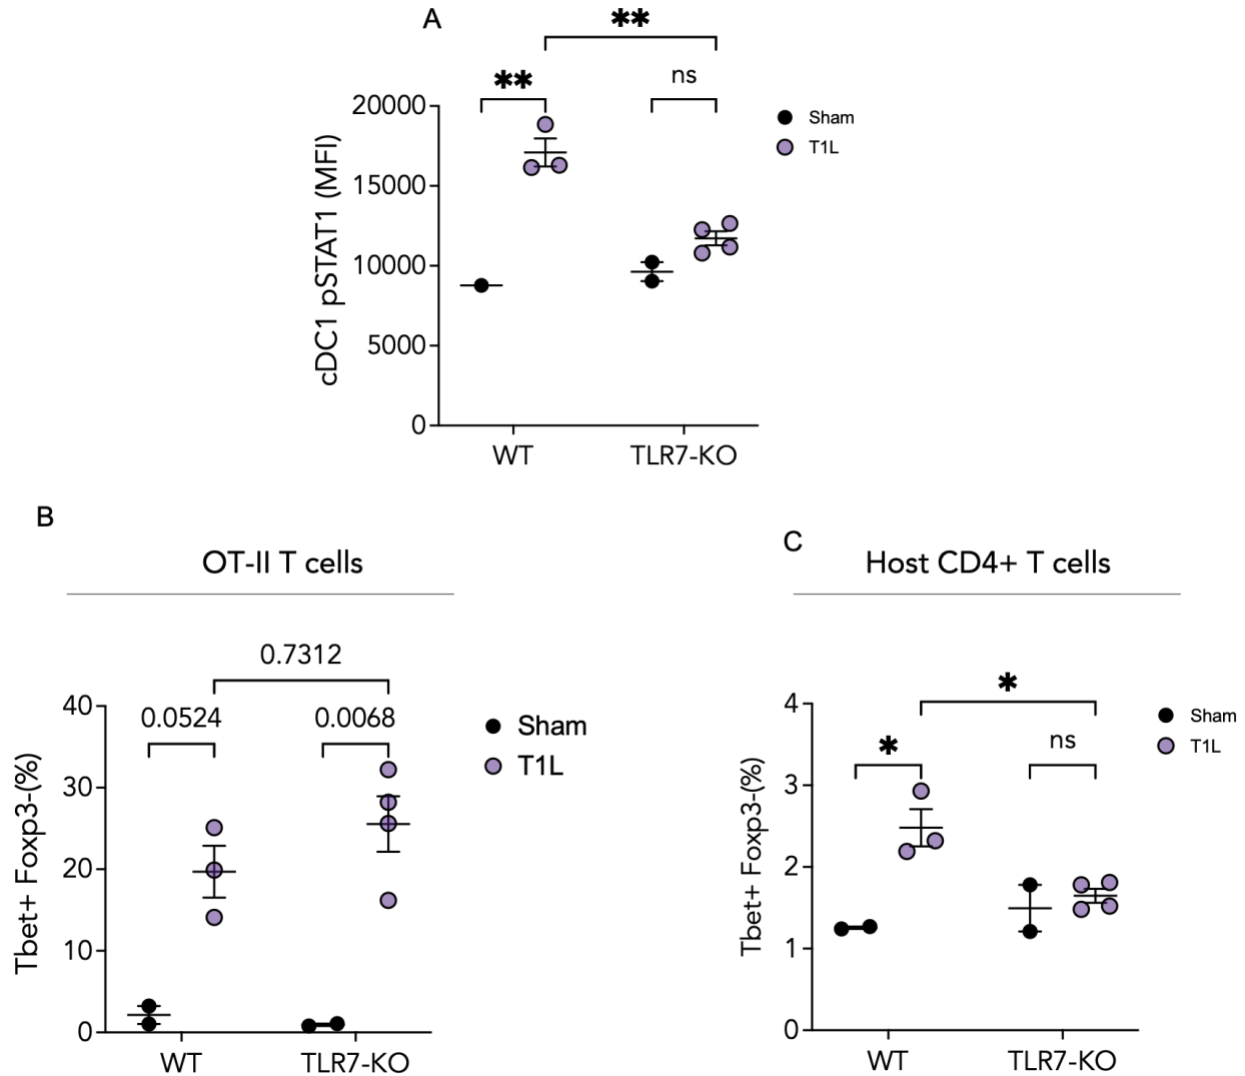 A
**
**
ns
20000
15000
10000
5000
0
cDC1 pSTAT1 (MFI)
WT
TLR7-KO
Sham
T1L
B
OT-II T cells
0.7312
0.0524
0.0068
40
30
20
10
0
Tbet+ Foxp3-(%)
WT
TLR7-KO
Sham
T1L
C
Host CD4+ T cells
*
*
ns
4
3
2
1
0
Tbet+ Foxp3-(%)
WT
TLR7-KO
Sham
T1L